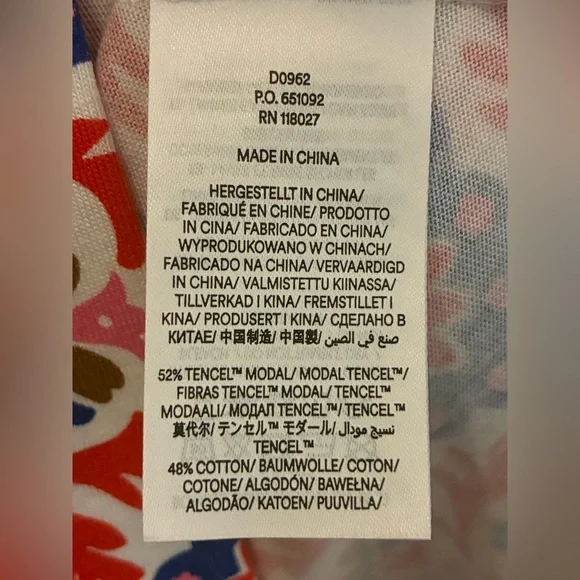 D0962
P.O. 651092
RN 118027
MADE IN CHINA
HERGESTELLT IN CHINA/
FABRIQUÉ EN CHINE/ PRODOTTO
IN CINA/ FABRICADO EN CHINA/
WYPRODUKOWANO W CHINACH/
FABRICADO NA CHINA/ VERVAARDIGD
IN CHINA/ VALMISTETTU KIINASSA/
TILLVERKAD I KINA/ FREMSTILLET I
KINA/ PRODUSERT I KINA/ СДЕЛАНО В
КИТАЕ/ 中国制造/ 中国製/ صنع في الصين/
52% TENCEL™ MODAL/ MODAL TENCEL™/
FIBRAS TENCEL™ MODAL/ TENCEL™
MODAALI/ МОДАЛ TENCEL™/ TENCEL™
莫代尔/ テンセル™ モダール/ نسيج مودال
TENCEL™
48% COTTON/ BAUMWOLLE/ COTON/
COTONE/ ALGODÓN/ BAWEŁNA/
ALGODÃO/ KATOEN/ PUUVILLA/